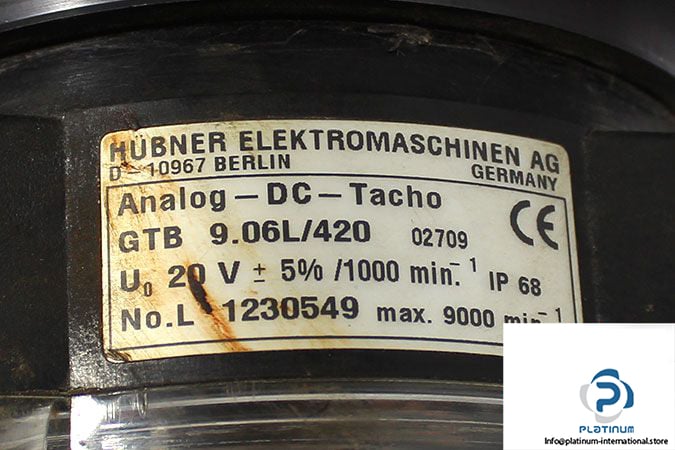 HÜBNER ELEKTROMASCHINEN AG
D-10967 BERLIN GERMANY
Analog-DC-Tacho CE
GTB 9.06L/420 02709
U₀ 20 V ± 5% /1000 min.⁻¹ IP 68
No.L 1230549 max. 9000 min⁻¹
PLATINUM
Info@platinum-international.store